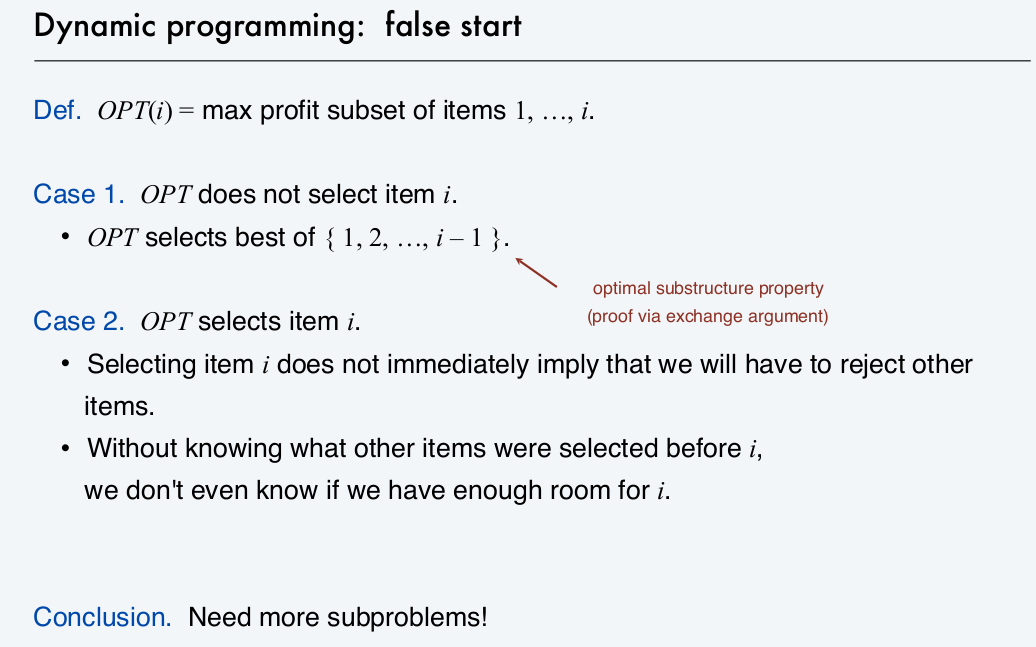 Dynamic programming: false start
Def. OPT(i) = max profit subset of items 1, …, i.
Case 1. OPT does not select item i.
• OPT selects best of { 1, 2, …, i – 1 }.
optimal substructure property
(proof via exchange argument)
Case 2. OPT selects item i.
• Selecting item i does not immediately imply that we will have to reject other
items.
• Without knowing what other items were selected before i,
we don't even know if we have enough room for i.
Conclusion. Need more subproblems!